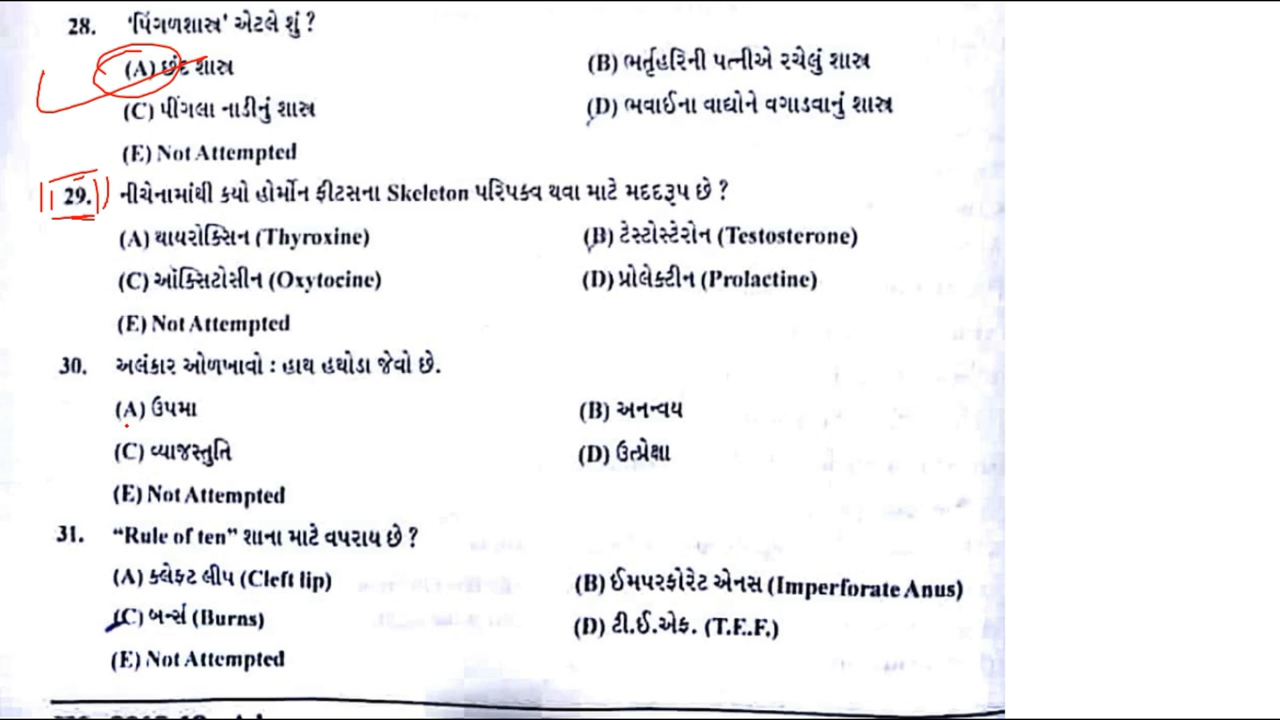 28. 'પિંગળશાસ્ત્ર' એટલે શું ?
(A) છંદ શાસ્ત્ર (B) ભર્તૃહરિની પત્નીએ રચેલું શાસ્ત્ર
(C) પીંગલા નાડીનું શાસ્ત્ર (D) ભવાઈના વાદ્યોને વગાડવાનું શાસ્ત્ર
(E) Not Attempted
29. નીચેનામાંથી કયો હોર્મોન ફીટસના Skeleton પરિપક્વ થવા માટે મદદરૂપ છે ?
(A) થાયરોક્સિન (Thyroxine) (B) ટેસ્ટોસ્ટેરોન (Testosterone)
(C) ઑક્સિટોસીન (Oxytocine) (D) પ્રોલેક્ટીન (Prolactine)
(E) Not Attempted
30. અલંકાર ઓળખાવો : હાથ હથોડા જેવો છે.
(A) ઉપમા (B) અનન્વય
(C) વ્યાજસ્તુતિ (D) ઉત્પ્રેક્ષા
(E) Not Attempted
31. “Rule of ten” શાના માટે વપરાય છે ?
(A) ક્લેફ્ટ લીપ (Cleft lip) (B) ઈમપરફોરેટ એનસ (Imperforate Anus)
(C) બર્ન્સ (Burns) (D) ટી.ઈ.એફ. (T.E.F.)
(E) Not Attempted